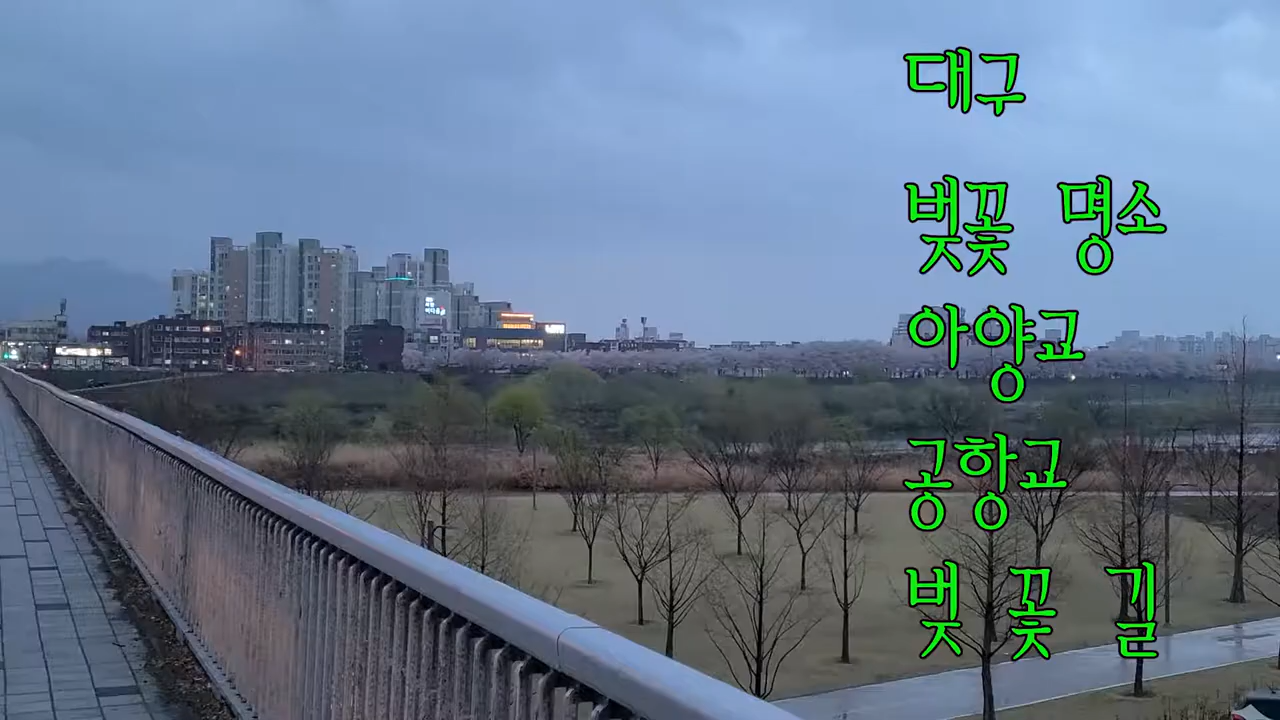 대구
벚꽃 명소
아양교
공항교
벚 꽃 길